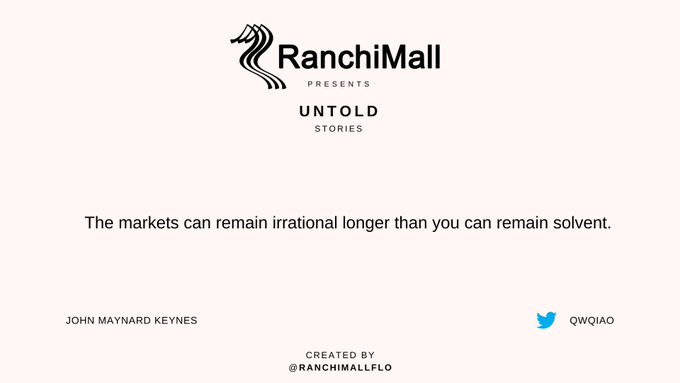 RanchiMall
PRESENTS
UNTOLD
STORIES
The markets can remain irrational longer than you can remain solvent.
JOHN MAYNARD KEYNES
QWQIAO
CREATED BY
@RANCHIMALLFLO